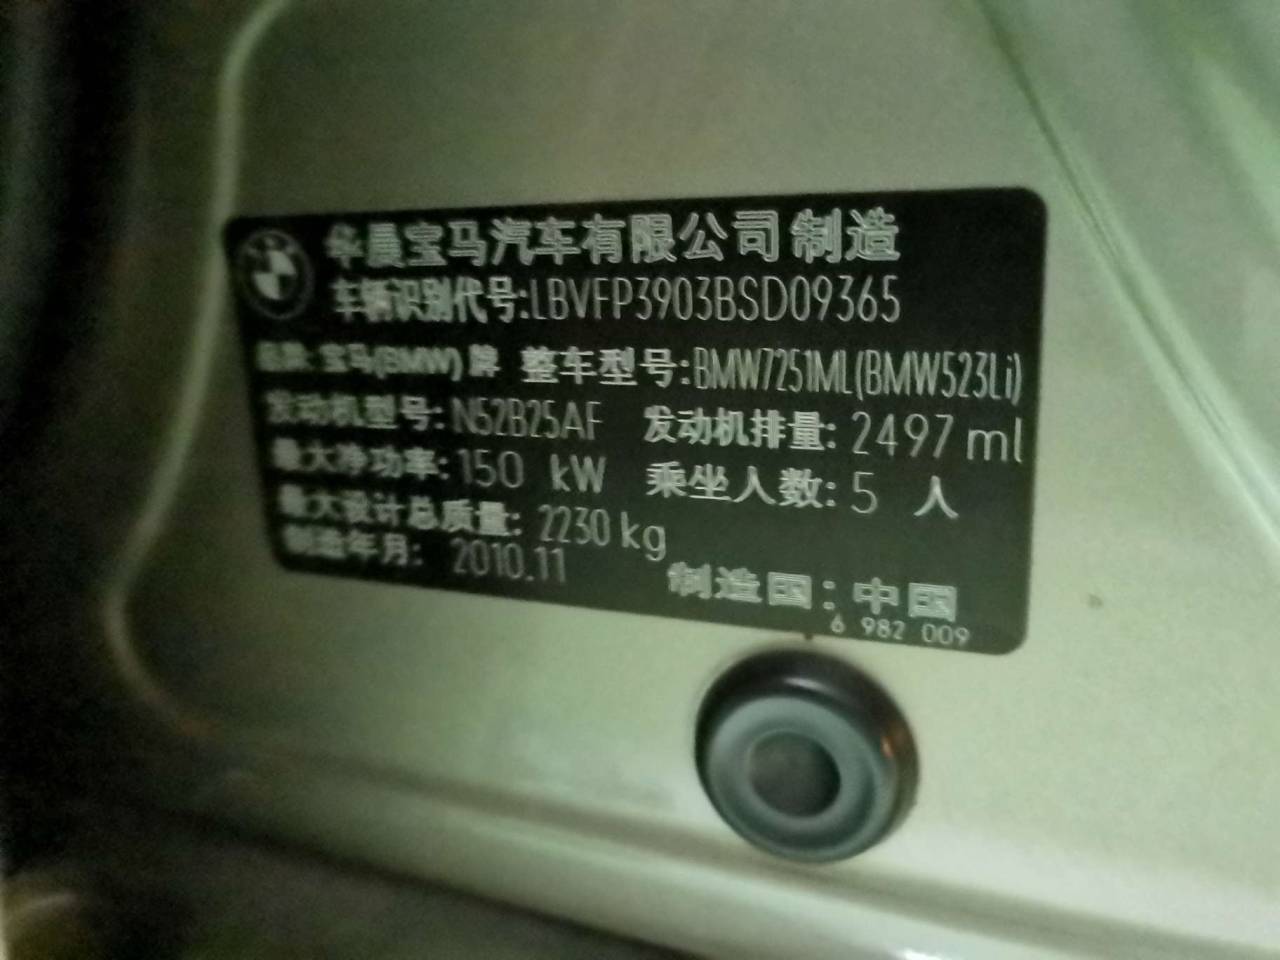 华晨宝马汽车有限公司制造
车辆识别代号:LBVFP3903BSD09365
品牌: 宝马(BMW)牌 整车型号:BMW7251ML(BMW523Li)
发动机型号: N52B25AF 发动机排量: 2497 ml
最大净功率: 150 kW 乘坐人数: 5 人
最大设计总质量: 2230 kg
制造年月: 2010.11 制造国: 中国
6 982 009